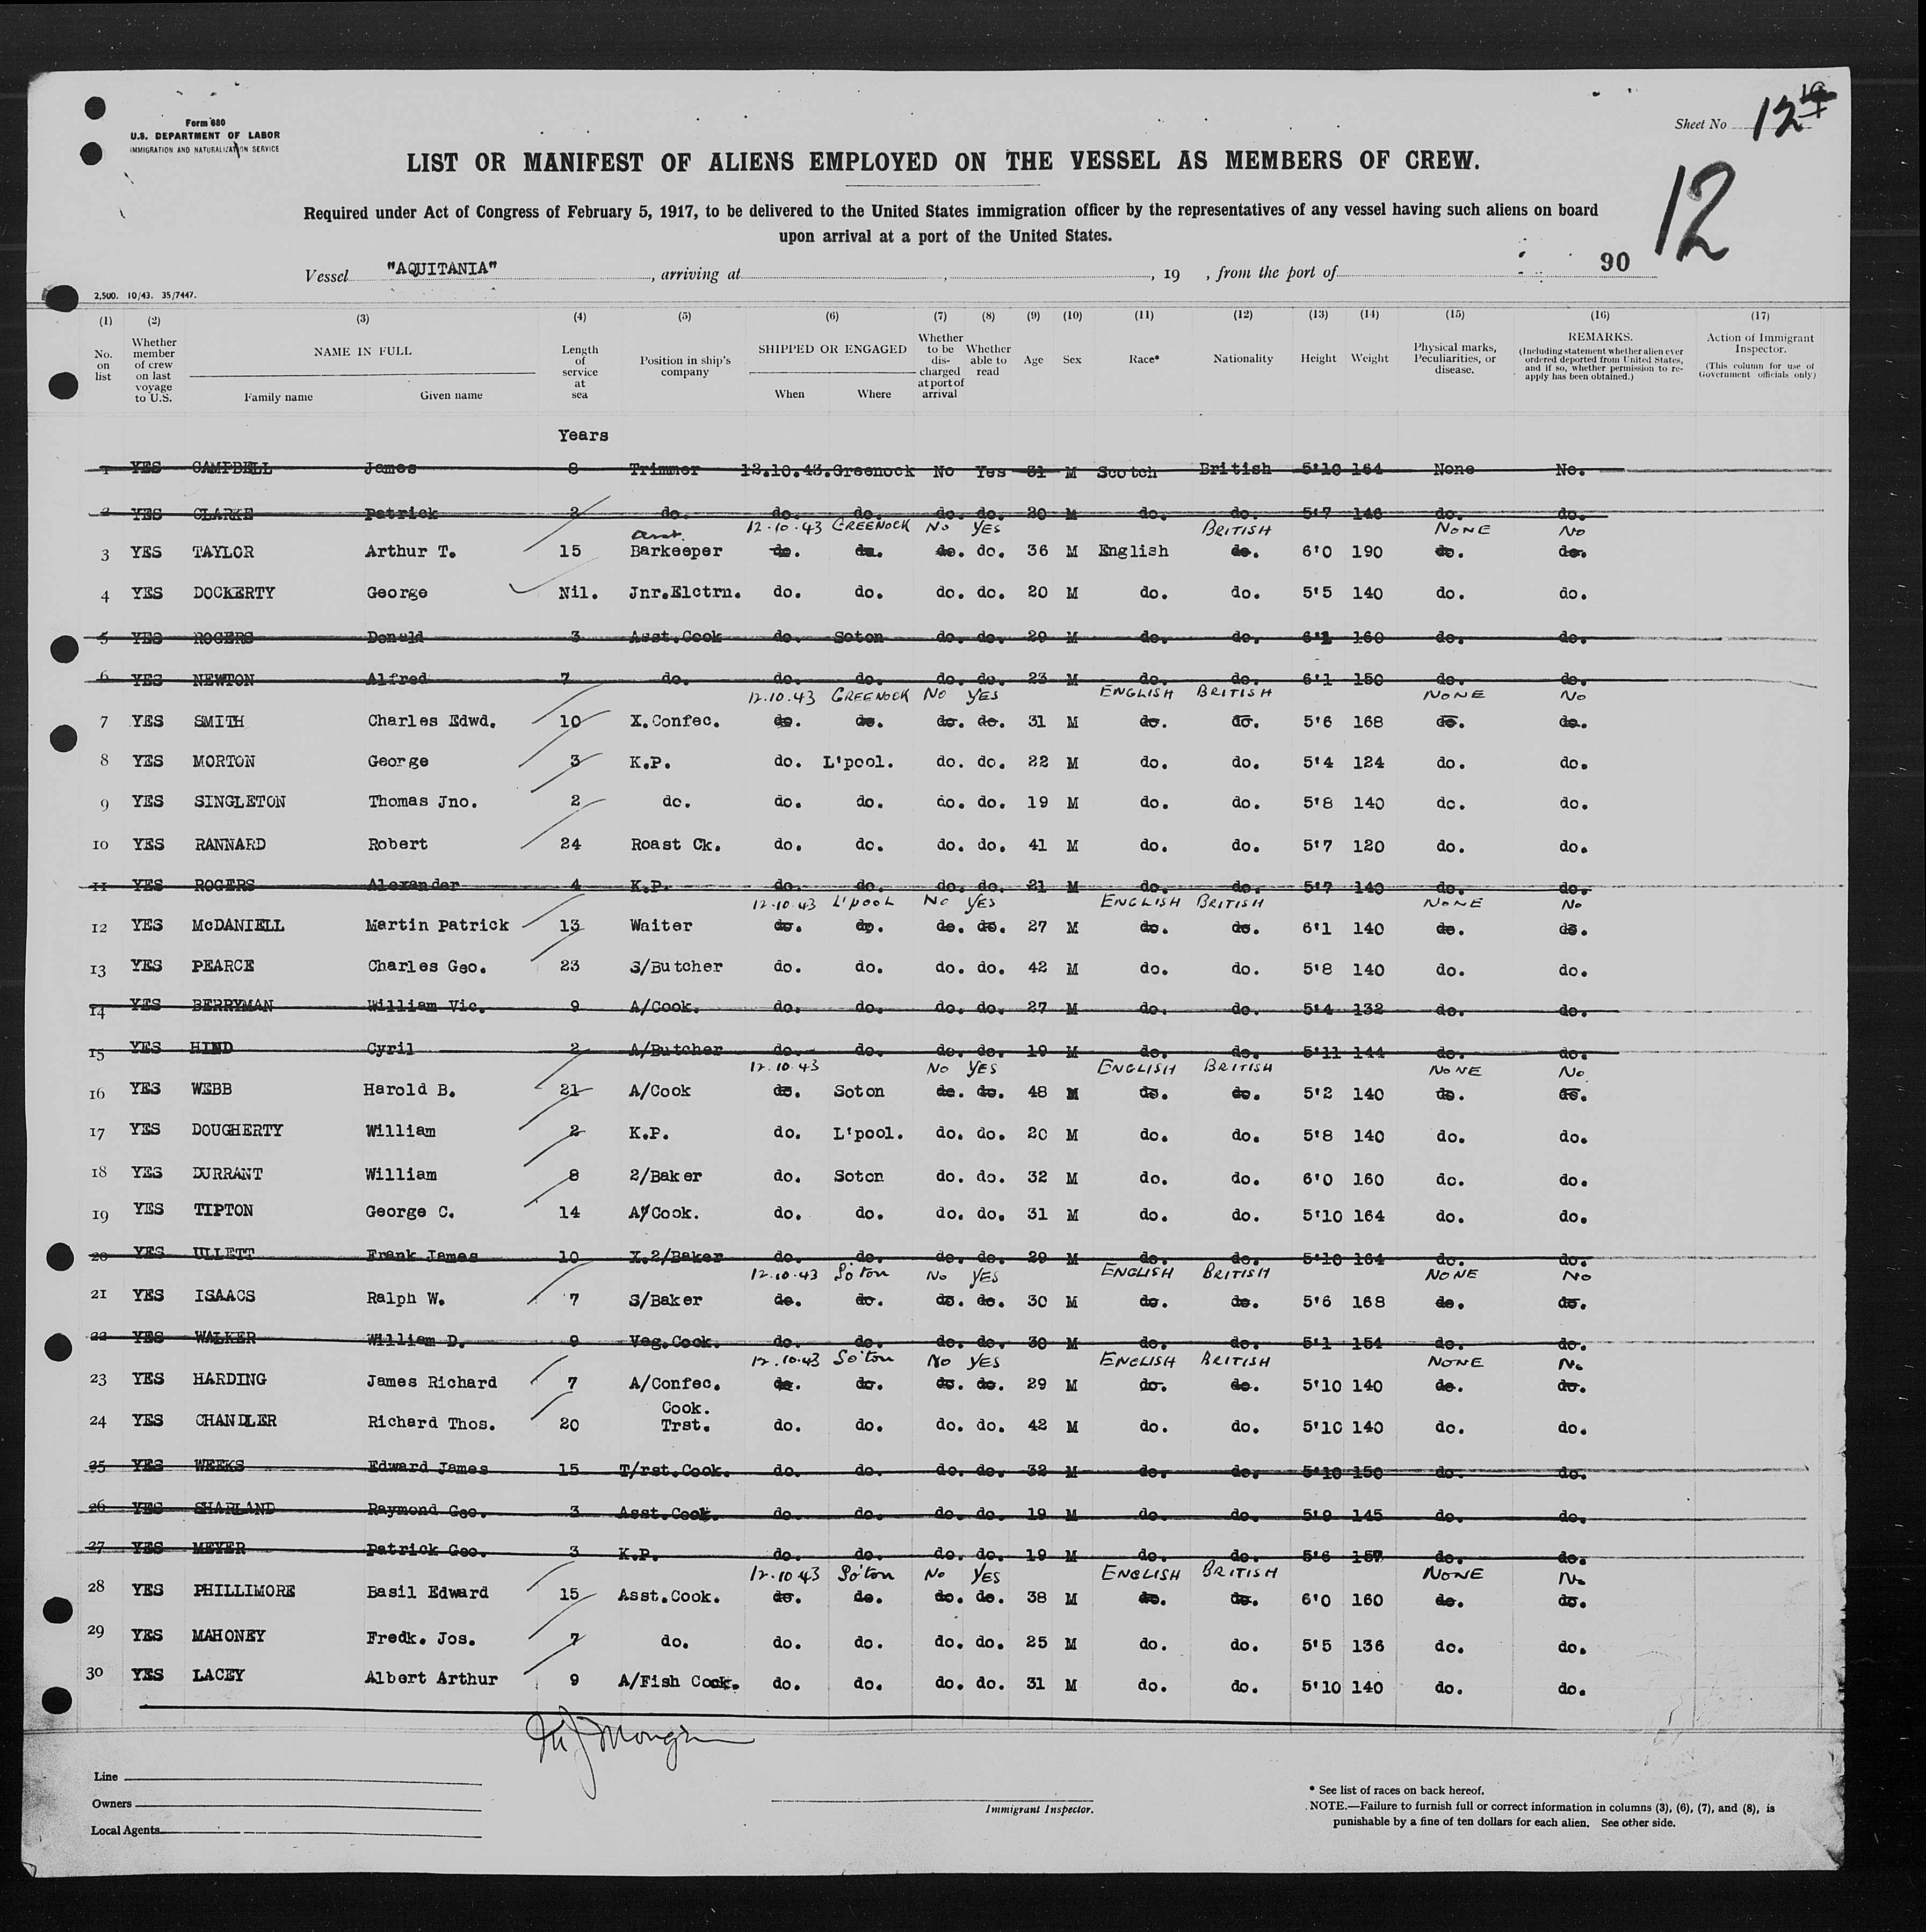 Form 680
U.S. DEPARTMENT OF LABOR
IMMIGRATION AND NATURALIZATION SERVICE
Sheet No 12
12
LIST OR MANIFEST OF ALIENS EMPLOYED ON THE VESSEL AS MEMBERS OF CREW.
Required under Act of Congress of February 5, 1917, to be delivered to the United States immigration officer by the representatives of any vessel having such aliens on board
upon arrival at a port of the United States.
Vessel "AQUITANIA", arriving at , 19 , from the port of
90
2,500. 10/43. 35/7447.
(1) (2) (3) (4) (5) (6) (7) (8) (9) (10) (11) (12) (13) (14) (15) (16) (17)
No. on list
Whether member of crew on last voyage to U.S.
NAME IN FULL
Family name Given name
Length of service at sea
Position in ship's company
SHIPPED OR ENGAGED
When Where
Whether to be discharged at port of arrival
Whether able to read
Age Sex Race* Nationality Height Weight
Physical marks, Peculiarities, or disease.
REMARKS.
(Including statement whether alien ever ordered deported from United States, and if so, whether permission to re-apply has been obtained.)
Action of Immigrant Inspector.
(This column for use of Government officials only)
Years
1 YES CAMPBELL James 8 Trimmer 12.10.43. Greenock No Yes 31 M Scotch British 5'10 164 None No.
2 YES CLARKE Patrick 2 do. do. do. do. do. 20 M do. do. 5'7 146 do. do.
12.10.43 GREENOCK NO YES BRITISH NONE NO
asst.
3 YES TAYLOR Arthur T. 15 Barkeeper do. do. do. do. 36 M English do. 6'0 190 do. do.
4 YES DOCKERTY George Nil. Jnr.Elctrn. do. do. do. do. 20 M do. do. 5'5 140 do. do.
5 YES ROGERS Donald 3 Asst.Cook do. Soton do. do. 29 M do. do. 6'1 160 do. do.
6 YES NEWTON Alfred 7 do. do. do. do. do. 23 M do. do. 6'1 150 do. do.
12.10.43 GREENOCK NO YES ENGLISH BRITISH NONE NO
7 YES SMITH Charles Edwd. 10 X.Confec. do. do. do. do. 31 M do. do. 5'6 168 do. do.
8 YES MORTON George 3 K.P. do. L'pool. do. do. 22 M do. do. 5'4 124 do. do.
9 YES SINGLETON Thomas Jno. 2 do. do. do. do. do. 19 M do. do. 5'8 140 do. do.
10 YES RANNARD Robert 24 Roast Ck. do. do. do. do. 41 M do. do. 5'7 120 do. do.
11 YES ROGERS Alexander 4 K.P. do. do. do. do. 21 M do. do. 5'7 140 do. do.
12.10.43 L'POOL NO YES ENGLISH BRITISH NONE No
12 YES McDANIELL Martin Patrick 13 Waiter do. do. do. do. 27 M do. do. 6'1 140 do. do.
13 YES PEARCE Charles Geo. 23 S/Butcher do. do. do. do. 42 M do. do. 5'8 140 do. do.
14 YES BERRYMAN William Vic. 9 A/Cook. do. do. do. do. 27 M do. do. 5'4 132 do. do.
15 YES HIND Cyril 2 A/Butcher do. do. do. do. 19 M do. do. 5'11 144 do. do.
12.10.43 NO YES ENGLISH BRITISH NONE No.
16 YES WEBB Harold B. 21 A/Cook do. Soton do. do. 48 M do. do. 5'2 140 do. do.
17 YES DOUGHERTY William 2 K.P. do. L'pool. do. do. 20 M do. do. 5'8 140 do. do.
18 YES DURRANT William 8 2/Baker do. Soton do. do. 32 M do. do. 6'0 160 do. do.
19 YES TIPTON George C. 14 A/Cook. do. do. do. do. 31 M do. do. 5'10 164 do. do.
20 YES ULLETT Frank James 10 X.2/Baker do. do. do. do. 29 M do. do. 5'10 164 do. do.
12.10.43 So'ton No YES ENGLISH BRITISH NONE No
21 YES ISAACS Ralph W. 7 S/Baker do. do. do. do. 30 M do. do. 5'6 168 do. do.
22 YES WALKER William D. 9 Veg.Cook. do. do. do. do. 30 M do. do. 5'1 154 do. do.
12.10.43 So'ton No YES ENGLISH BRITISH NONE No
23 YES HARDING James Richard 7 A/Confec. do. do. do. do. 29 M do. do. 5'10 140 do. do.
Cook.
24 YES CHANDLER Richard Thos. 20 Trst. do. do. do. do. 42 M do. do. 5'10 140 do. do.
25 YES WEEKS Edward James 15 T/rst.Cook. do. do. do. do. 32 M do. do. 5'10 150 do. do.
26 YES SHARLAND Raymond Geo. 3 Asst.Cook. do. do. do. do. 19 M do. do. 5'9 145 do. do.
27 YES MEYER Patrick Geo. 3 K.P. do. do. do. do. 19 M do. do. 5'6 157 do. do.
12.10.43 So'ton No YES ENGLISH BRITISH NONE No
28 YES PHILLIMORE Basil Edward 15 Asst.Cook. do. do. do. do. 38 M do. do. 6'0 160 do. do.
29 YES MAHONEY Fredk. Jos. 7 do. do. do. do. do. 25 M do. do. 5'5 136 do. do.
30 YES LACEY Albert Arthur 9 A/Fish Cook. do. do. do. do. 31 M do. do. 5'10 140 do. do.
Line
Owners
Local Agents
Immigrant Inspector.
* See list of races on back hereof.
NOTE.—Failure to furnish full or correct information in columns (3), (6), (7), and (8), is
punishable by a fine of ten dollars for each alien. See other side.